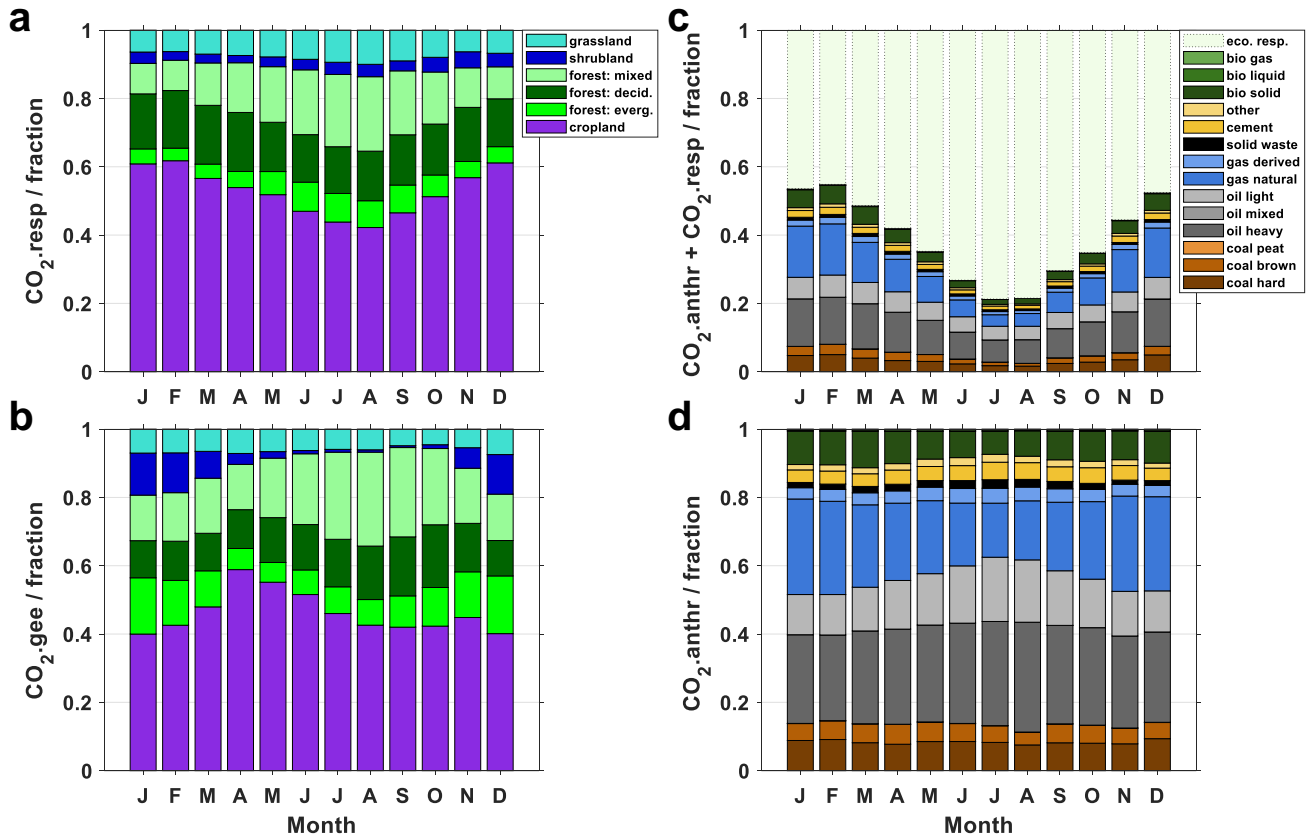 a
CO2.resp / fraction
1
0.8
0.6
0.4
0.2
0
J F M A M J J A S O N D
grassland
shrubland
forest: mixed
forest: decid.
forest: everg.
cropland
b
CO2.gee / fraction
1
0.8
0.6
0.4
0.2
0
J F M A M J J A S O N D
Month
c
CO2.anthr + CO2.resp / fraction
1
0.8
0.6
0.4
0.2
0
J F M A M J J A S O N D
eco. resp.
bio gas
bio liquid
bio solid
other
cement
solid waste
gas derived
gas natural
oil light
oil mixed
oil heavy
coal peat
coal brown
coal hard
d
CO2.anthr / fraction
1
0.8
0.6
0.4
0.2
0
J F M A M J J A S O N D
Month